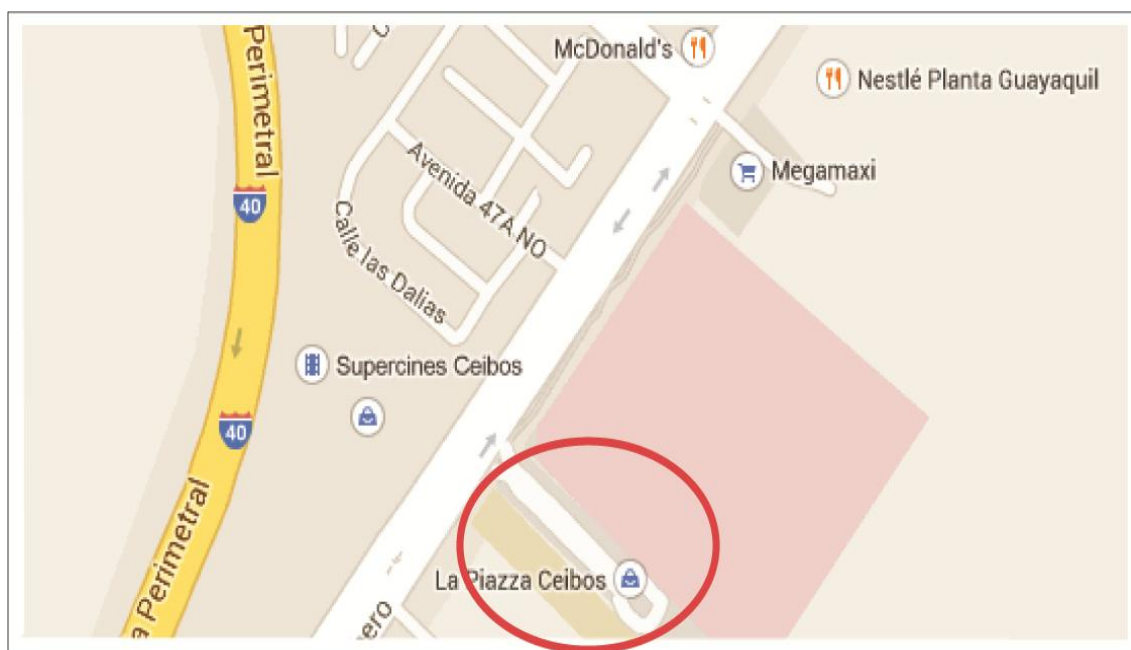 Perimetral
McDonald's
Nestlé Planta Guayaquil
Megamaxi
40
Avenida 47A NO
Calle las Dalias
Supercines Ceibos
40
La Piazza Ceibos
a Perimetral
ero